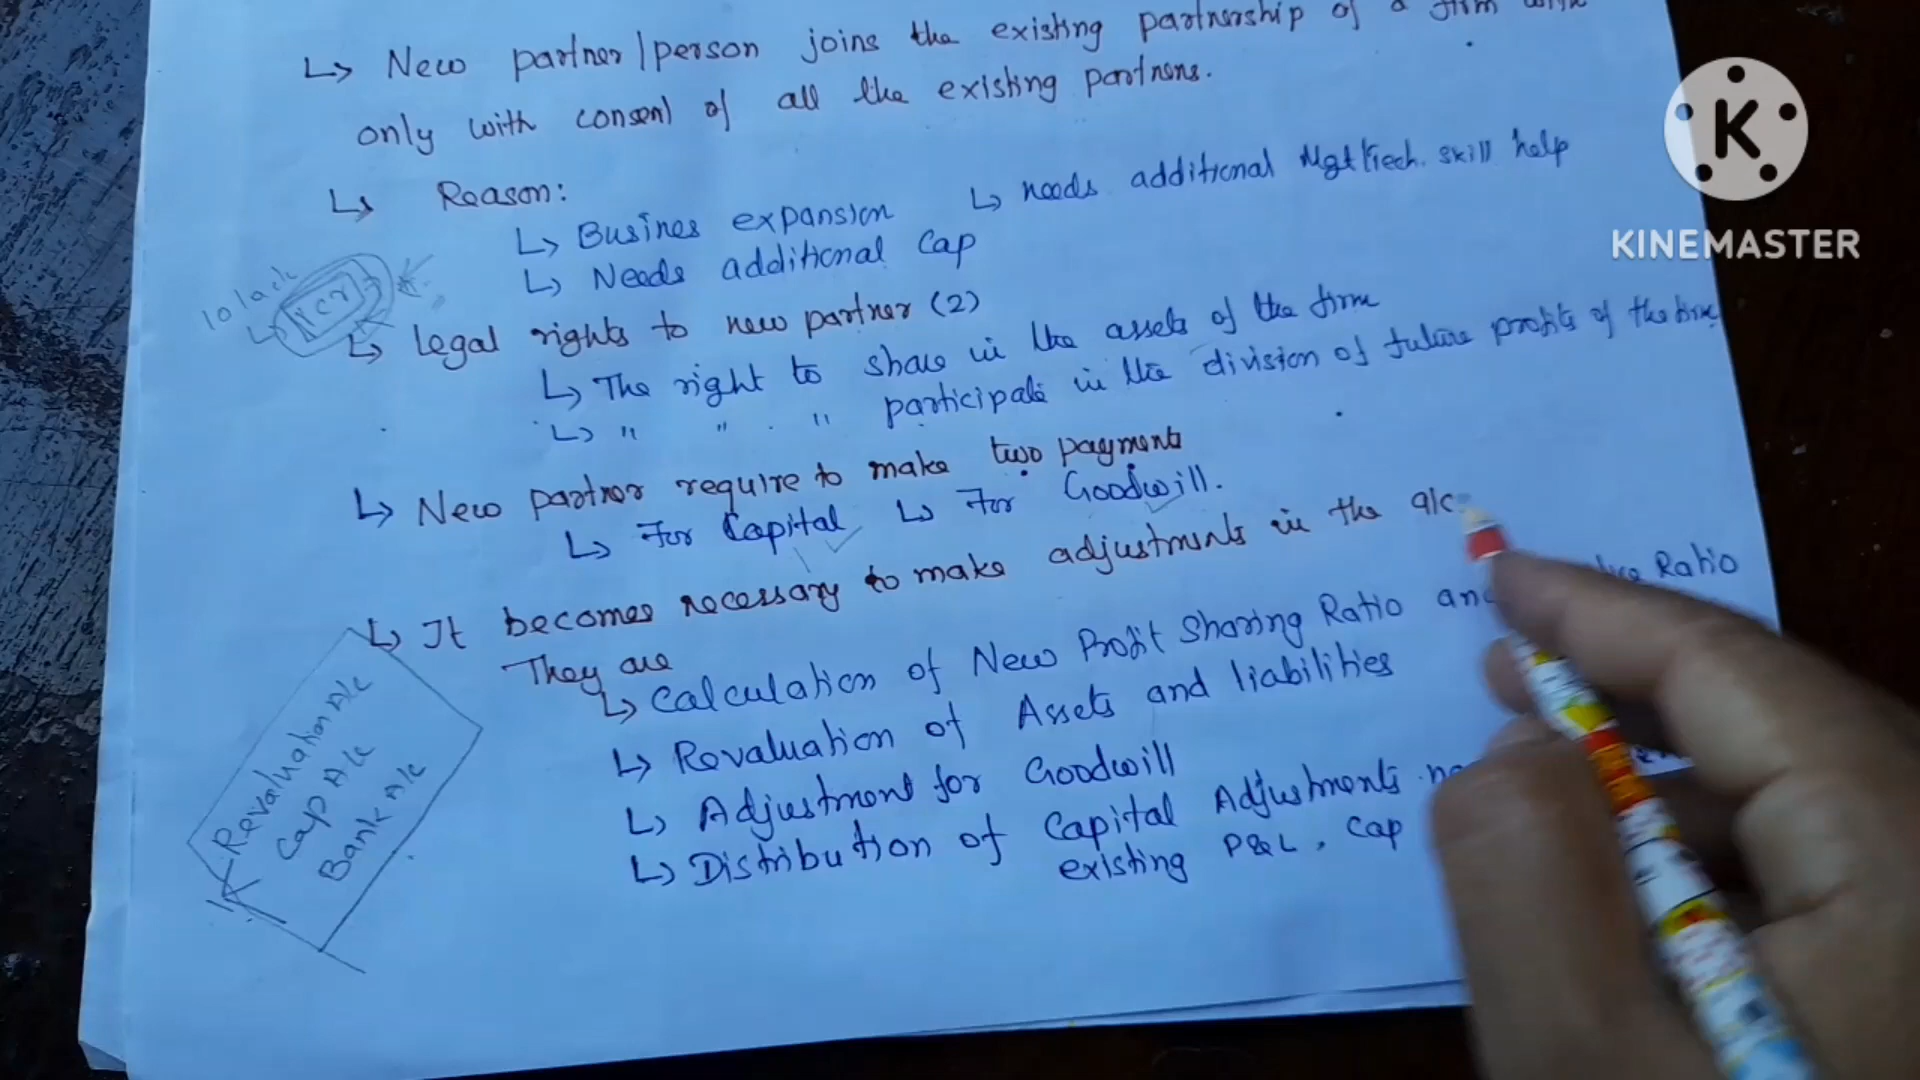 New partner/person joins the existing partnership of a firm
only with consent of all the existing partners.
Reason:
Busines expansion
needs additional Mgt/Tech. skill help
Needs additional Cap
10 lack
1cr
Legal rights to new partner (2)
The right to share in the assets of the firm
" " " participate in the division of future profits of the firm
New partner require to make two payments
For Capital
For Goodwill.
It becomes necessary to make adjustments in the a/c
They are
Calculation of New Profit Sharing Ratio and Ratio
Revaluation of Assets and liabilities
Adjustment for Goodwill
Distribution of Capital Adjustments
existing P&L, Cap
Revaluation A/c
Cap A/c
Bank A/c
K
KINEMASTER